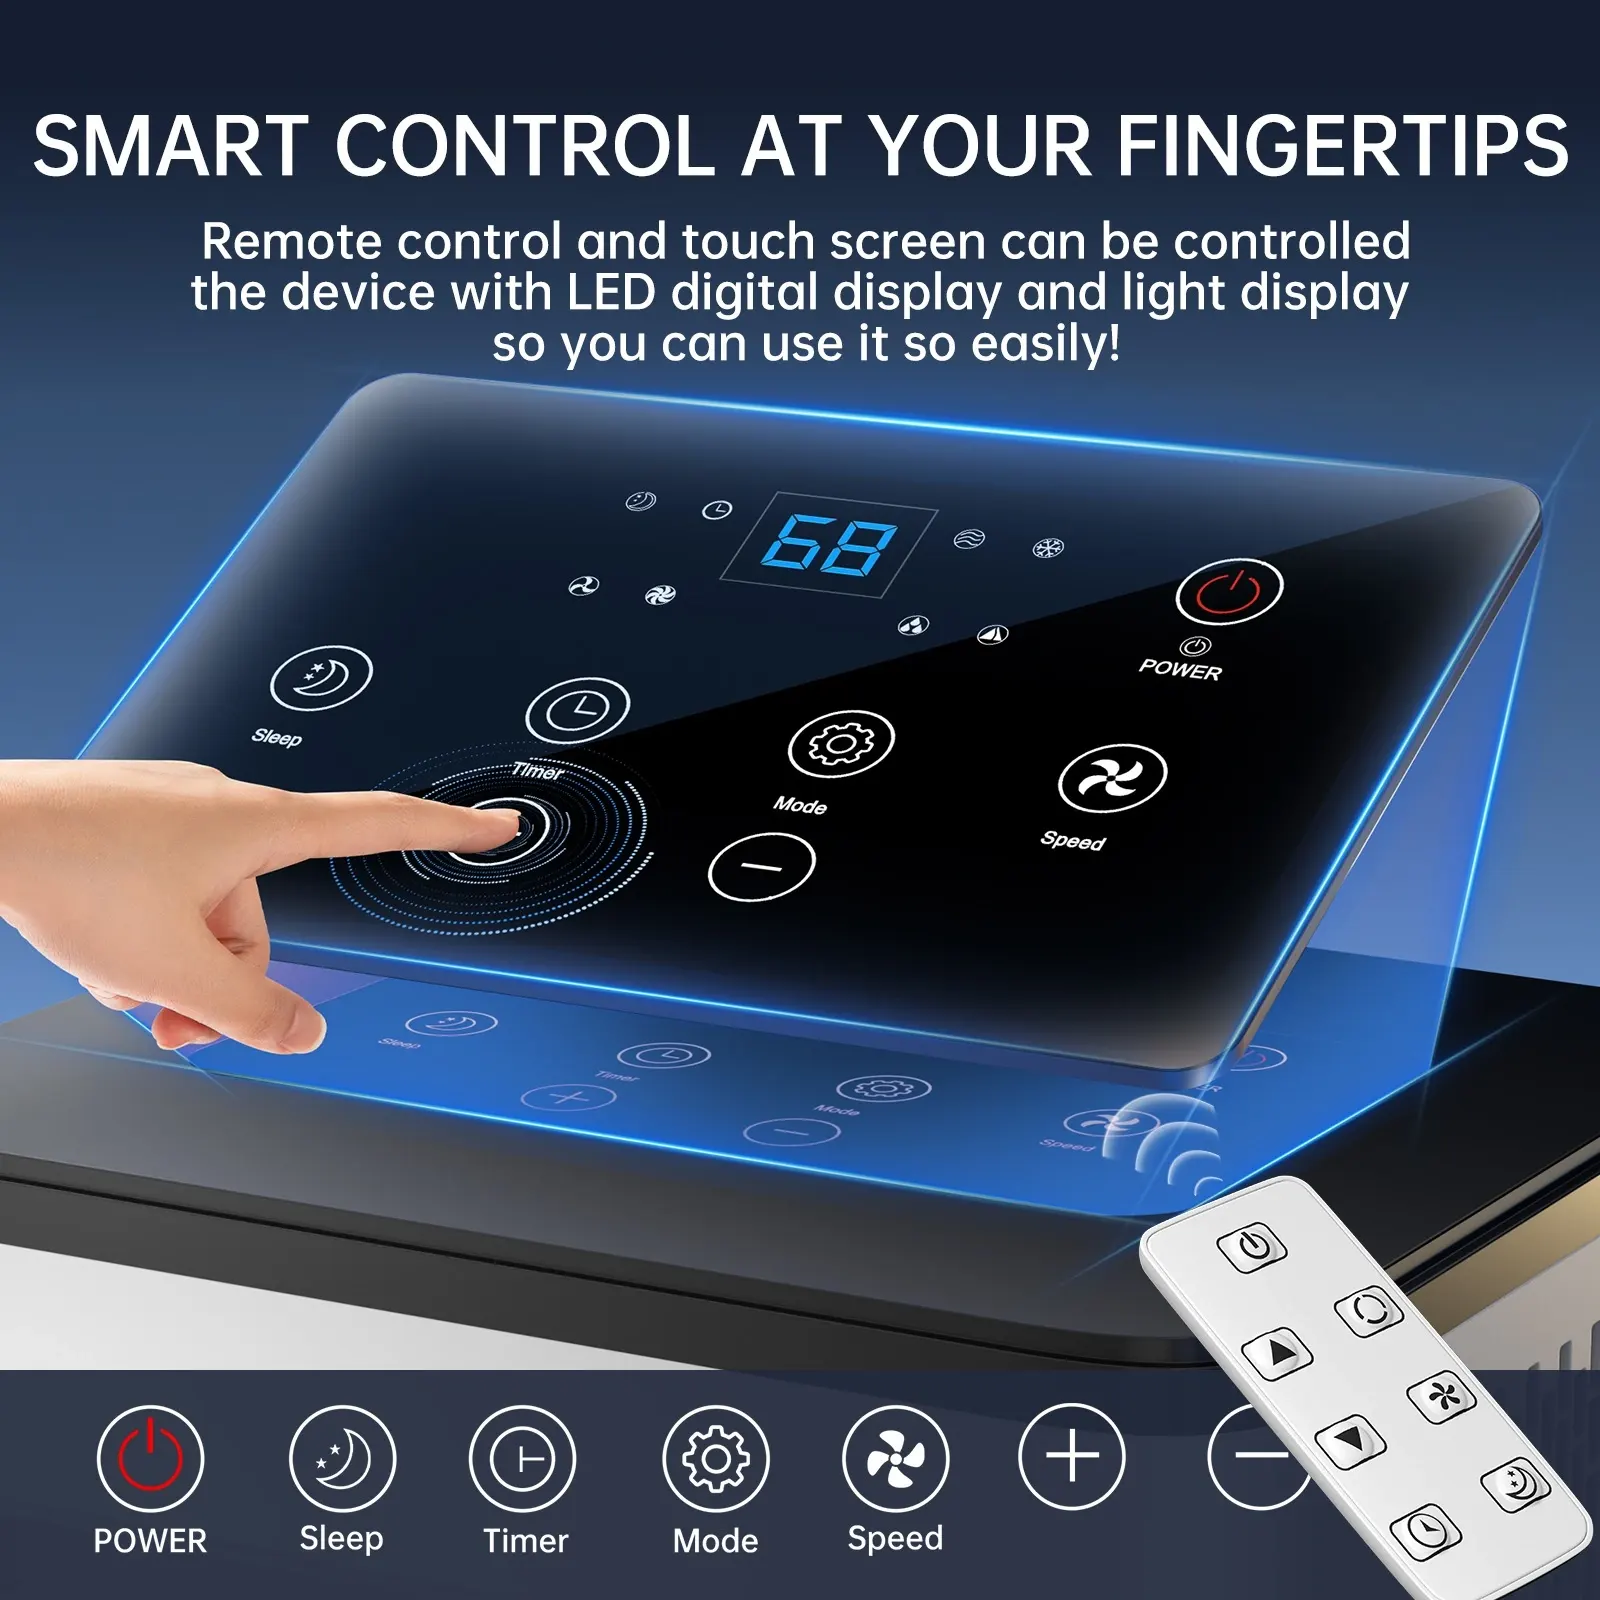 SMART CONTROL AT YOUR FINGERTIPS
Remote control and touch screen can be controlled
the device with LED digital display and light display
so you can use it so easily!
68
POWER
Sleep
Timer
Mode
Speed
Sleep
Timer
Mode
Speed
POWER
Sleep
Timer
Mode
Speed